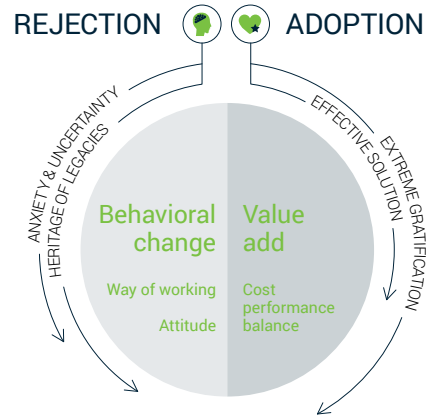 REJECTION
ADOPTION
ANXIETY & UNCERTAINTY
HERITAGE OF LEGACIES
EXTREME GRATIFICATION
EFFECTIVE SOLUTION
Behavioral
change
Way of working
Attitude
Value
add
Cost
performance
balance